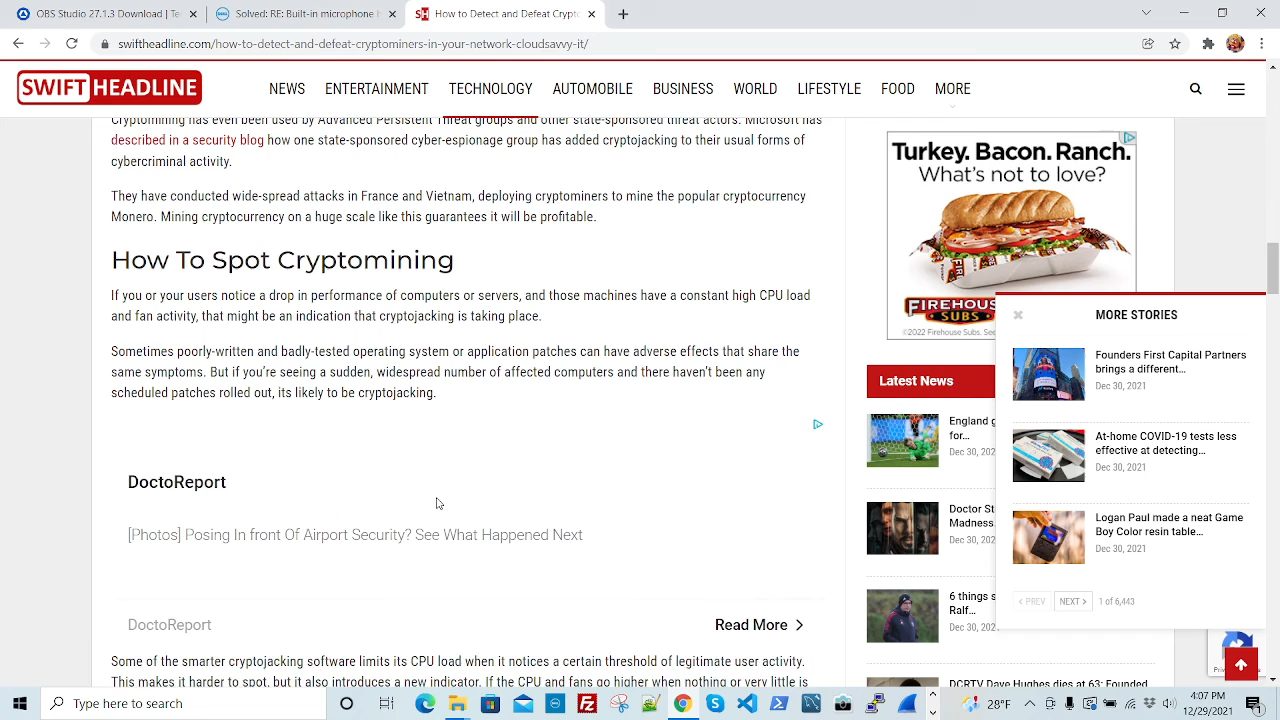 OBS Studio 2021 | Te
Solved: RE: Inspiron - Dell
How to Detect and Defeat Crypto
swiftheadline.com/how-to-detect-and-defeat-cryptominers-in-your-network-cloudsavvy-it/
SWIFT HEADLINE
NEWS ENTERTAINMENT TECHNOLOGY AUTOMOBILE BUSINESS WORLD LIFESTYLE FOOD MORE
Cryptomining has even been used by Advanced Persistent Threat groups and other state-sponsored threat actors. Microsoft has
described in a security blog how one state-sponsored cyber-espionage group has added cryptojacking to their usual forms of
cybercriminal activity.
They have conducted wide-spread attacks in France and Vietnam, deploying cryptominers to mine the popular cryptocurrency
Monero. Mining cryptocurrency on a huge scale like this guarantees it will be profitable.
How To Spot Cryptomining
If you or your users notice a drop in performance of computers or servers, and those machines have a constant high CPU load
and fan activity, that might be an indication that cryptojacking is taking place.
Sometimes poorly-written and badly-tested operating system or application patches can have adverse effects that share the
same symptoms. But if you're seeing a sudden, widespread number of affected computers and there haven't been any
scheduled patches rolled out, its likely to be cryptojacking.
DoctoReport
[Photos] Posing In front Of Airport Security? See What Happened Next
DoctoReport
Read More
Some of the smarter cryptojacking software limits its CPU load when it notices a certain threshold of legitimate user activity.
This makes it harder to spot, but it also introduces a new indicator. If the CPU and fans go higher when nothing or very little is
Turkey. Bacon. Ranch.
What's not to love?
FIREHOUSE
SUBS
©2022 Firehouse Subs. See
Latest News
England g
for...
Dec 30, 202
Doctor St
Madness
Dec 30, 202
6 things s
Ralf...
Dec 30, 202
DCRTV Dave Hughes dies at 63: Founded
MORE STORIES
Founders First Capital Partners
brings a different...
Dec 30, 2021
At-home COVID-19 tests less
effective at detecting...
Dec 30, 2021
Logan Paul made a neat Game
Boy Color resin table...
Dec 30, 2021
PREV NEXT 1 of 6,443
Type here to search
28°F
4:07 PM
12/29/2021